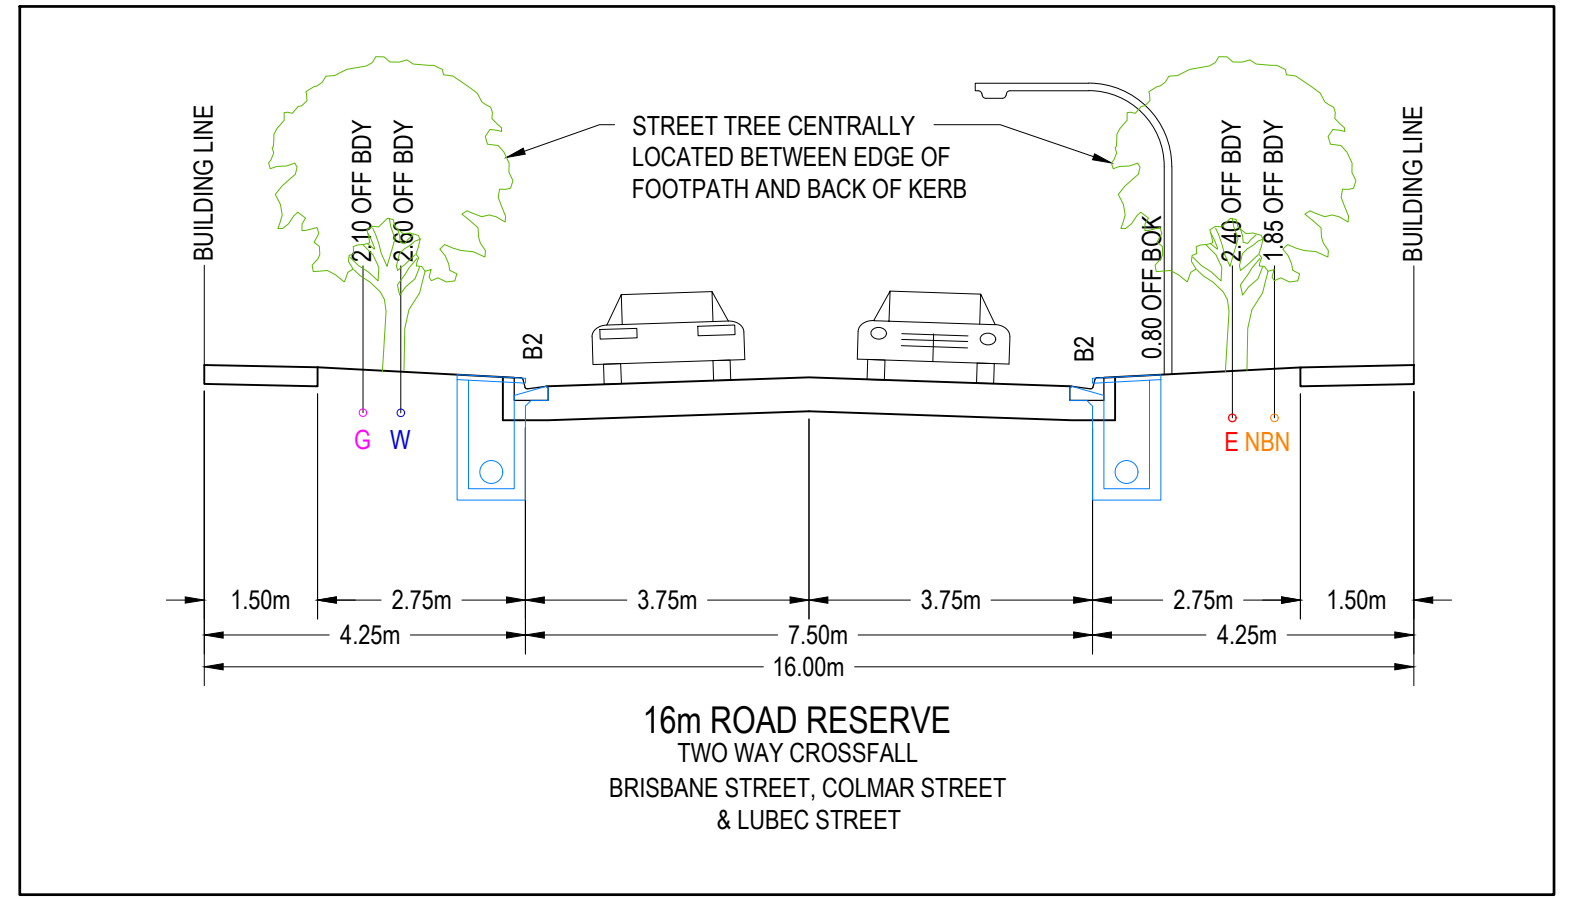 BUILDING LINE
2.10 OFF BDY
2.60 OFF BDY
STREET TREE CENTRALLY
LOCATED BETWEEN EDGE OF
FOOTPATH AND BACK OF KERB
0.80 OFF BOK
2.40 OFF BDY
1.85 OFF BDY
BUILDING LINE
B2
B2
G
W
E
NBN
1.50m
2.75m
3.75m
3.75m
2.75m
1.50m
4.25m
7.50m
4.25m
16.00m
16m ROAD RESERVE
TWO WAY CROSSFALL
BRISBANE STREET, COLMAR STREET
& LUBEC STREET